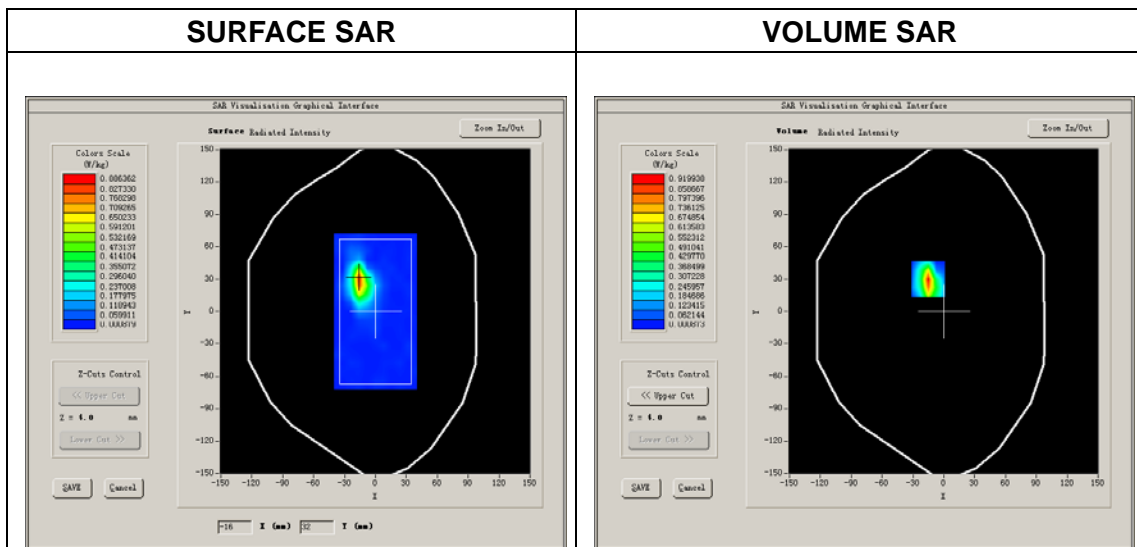 SURFACE SAR
VOLUME SAR
SAR Visualisation Graphical Interface
Surface Radiated Intensity
Zoom In/Out
Colors Scale
(W/kg)
0.886362
0.827330
0.768298
0.709265
0.650233
0.591201
0.532169
0.473137
0.414104
0.355072
0.296040
0.237008
0.177975
0.118943
0.059911
0.000879
Z-Cuts Control
<< Upper Cut
Z = 4.0 mm
Lower Cut >>
SAVE
Cancel
150
120
90
60
30
0
-30
-60
-90
-120
-150
Y
-150 -120 -90 -60 -30 0 30 60 90 120 150
X
-16 X (mm) 32 Y (mm)
SAR Visualisation Graphical Interface
Volume Radiated Intensity
Zoom In/Out
Colors Scale
(W/kg)
0.919938
0.858667
0.797396
0.736125
0.674854
0.613583
0.552312
0.491041
0.429770
0.368499
0.307228
0.245957
0.184686
0.123415
0.062144
0.000873
Z-Cuts Control
<< Upper Cut
Z = 4.0 mm
Lower Cut >>
SAVE
Cancel
150
120
90
60
30
0
-30
-60
-90
-120
-150
Y
-150 -120 -90 -60 -30 0 30 60 90 120 150
X